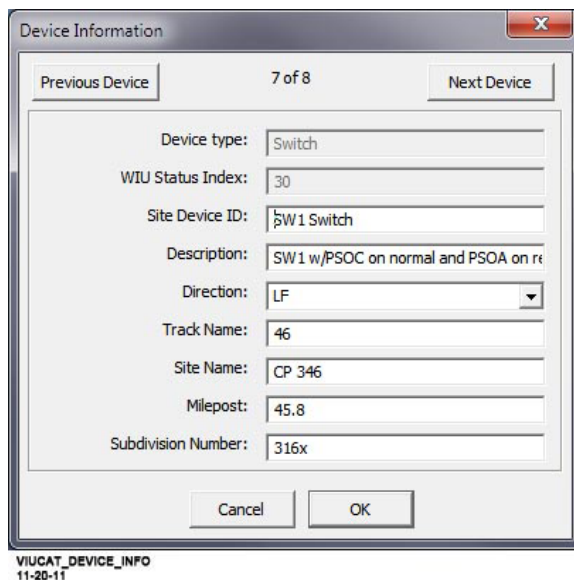 Device Information
Previous Device 7 of 8 Next Device
Device type: Switch
WIU Status Index: 30
Site Device ID: SW1 Switch
Description: SW1 w/PSOC on normal and PSOA on re
Direction: LF
Track Name: 46
Site Name: CP 346
Milepost: 45.8
Subdivision Number: 316x
Cancel OK
VIUCAT_DEVICE_INFO
11-20-11